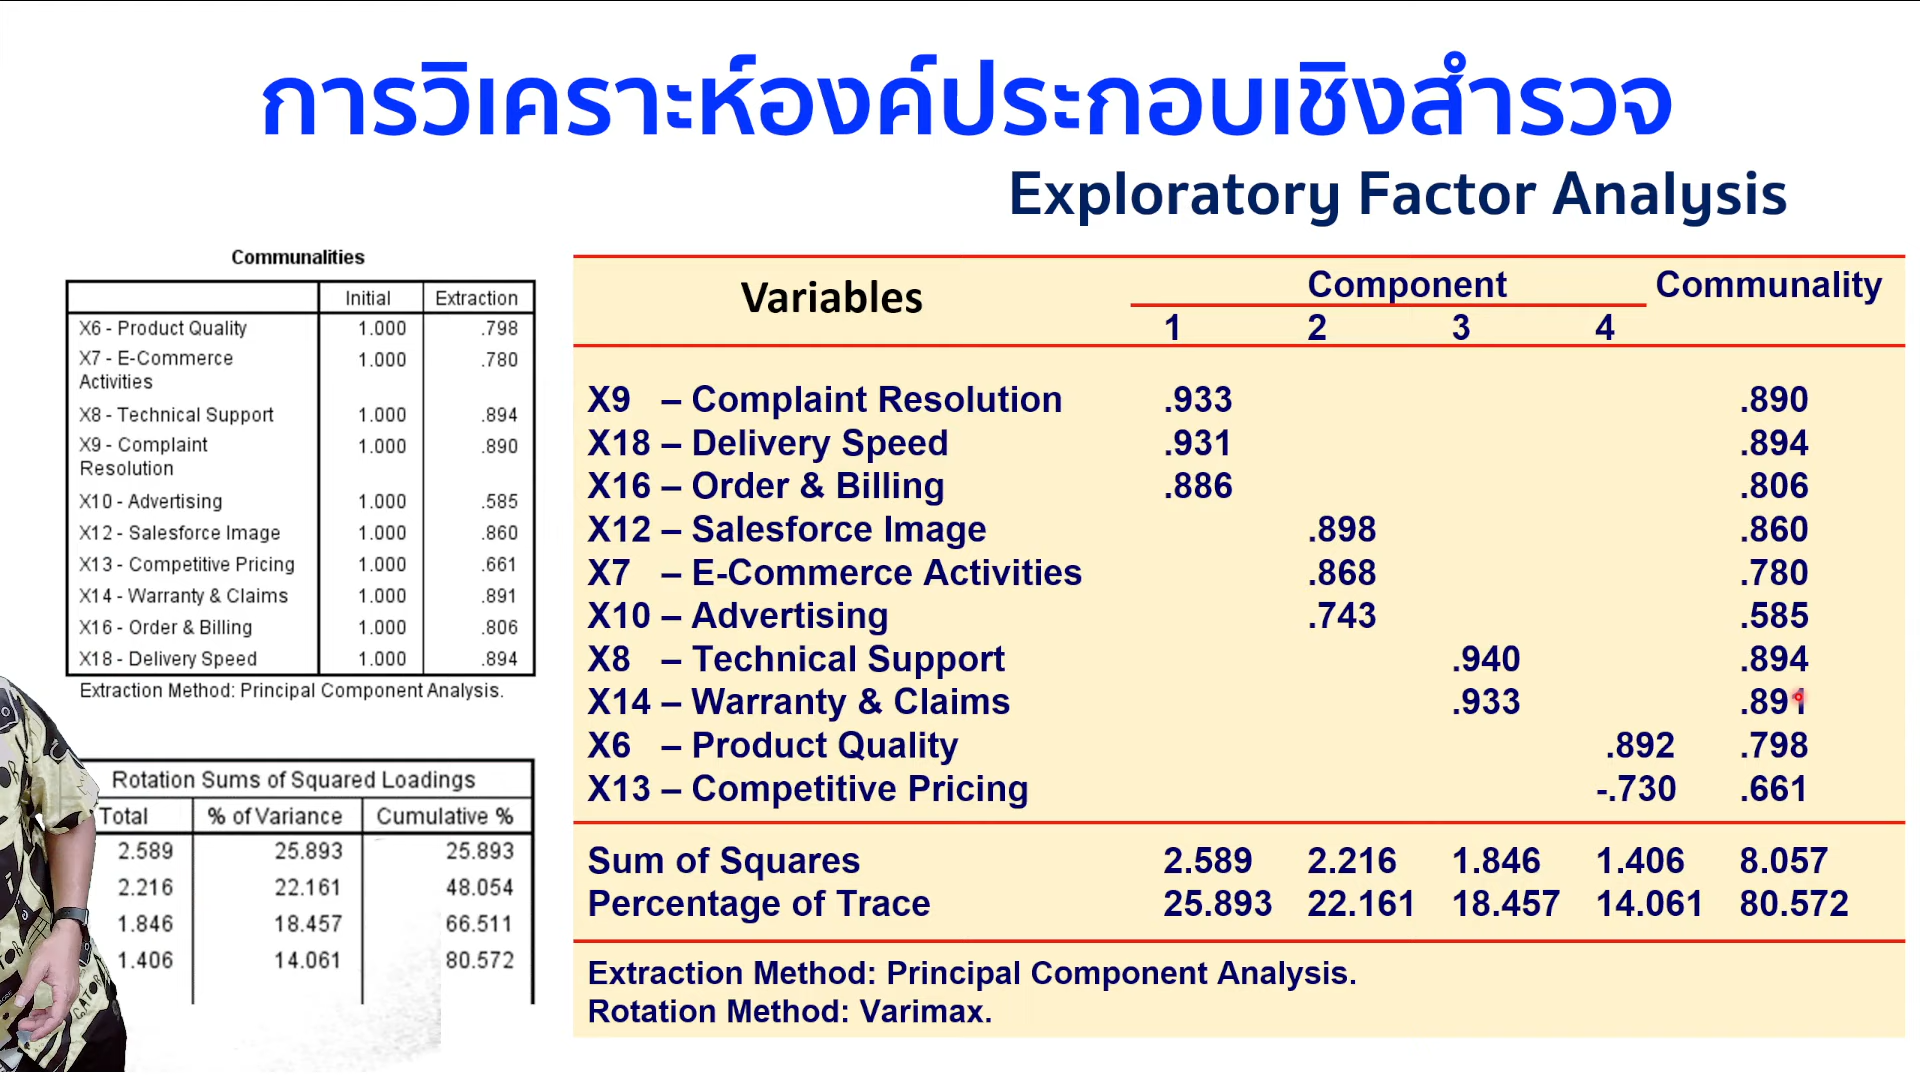 การวิเคราะห์องค์ประกอบเชิงสำรวจ
Exploratory Factor Analysis
Communalities
Initial Extraction
X6 - Product Quality 1.000 .798
X7 - E-Commerce
Activities 1.000 .780
X8 - Technical Support 1.000 .894
X9 - Complaint
Resolution 1.000 .890
X10 - Advertising 1.000 .585
X12 - Salesforce Image 1.000 .860
X13 - Competitive Pricing 1.000 .661
X14 - Warranty & Claims 1.000 .891
X16 - Order & Billing 1.000 .806
X18 - Delivery Speed 1.000 .894
Extraction Method: Principal Component Analysis.
Rotation Sums of Squared Loadings
Total % of Variance Cumulative %
2.589 25.893 25.893
2.216 22.161 48.054
1.846 18.457 66.511
1.406 14.061 80.572
Variables Component Communality
1 2 3 4
X9 – Complaint Resolution .933 .890
X18 – Delivery Speed .931 .894
X16 – Order & Billing .886 .806
X12 – Salesforce Image .898 .860
X7 – E-Commerce Activities .868 .780
X10 – Advertising .743 .585
X8 – Technical Support .940 .894
X14 – Warranty & Claims .933 .891
X6 – Product Quality .892 .798
X13 – Competitive Pricing -.730 .661
Sum of Squares 2.589 2.216 1.846 1.406 8.057
Percentage of Trace 25.893 22.161 18.457 14.061 80.572
Extraction Method: Principal Component Analysis.
Rotation Method: Varimax.